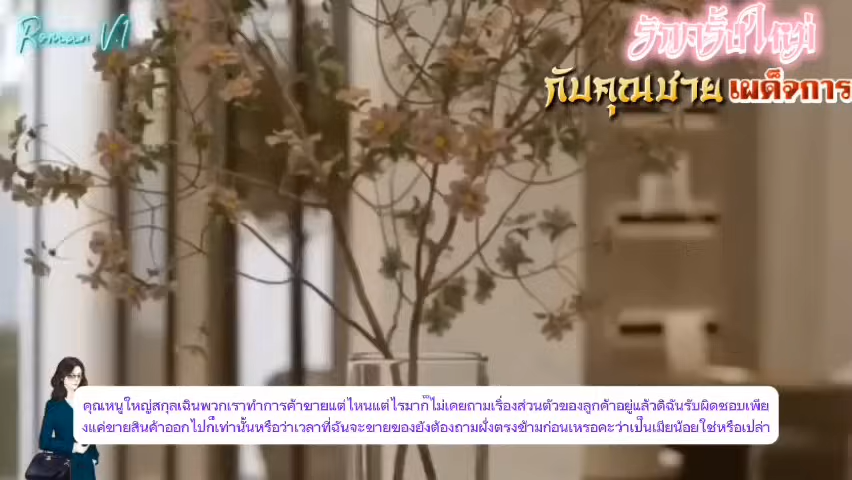 Romoon V.1
รักครั้งใหม่
กับคุณชาย เผด็จการ
คุณหนูใหญ่สกุลเฉินพวกเราทำการค้าขายแต่ไหนแต่ไรมาก็ไม่เคยถามเรื่องส่วนตัวของลูกค้าอยู่แล้วดิฉันรับผิดชอบเพีย
งแค่ขายสินค้าออกไปก็เท่านั้นหรือว่าเวลาที่ฉันจะขายของยังต้องถามฝั่งตรงข้ามก่อนเหรอคะว่าเป็นเมียน้อยใช่หรือเปล่า